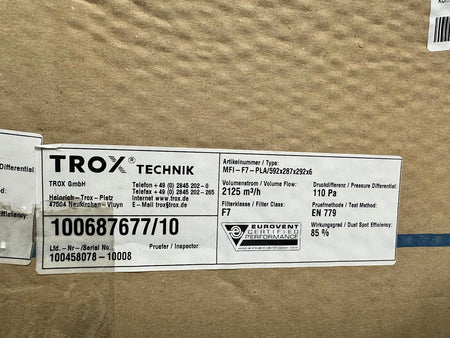 TROX® TECHNIK
TROX GmbH
Heinrich-Trox-Platz
47504 Neukirchen-Vluyn
Telefon +49 (0) 2845 202-0
Telefax +49 (0) 2845 202-265
Internet www.troxtechnik.de
E-Mail trox@trox.de
100687677/10
Lfd.-Nr-/Serial No.
100458078-10008
Pruefer / Inspector:
Artikelnummer / Type:
MFI-F7-PLA/592x287x292x6
Volumenstrom / Volume Flow:
2125 m³/h
Druckdifferenz / Pressure Differential:
110 Pa
Filterklasse / Filter Class:
F7
Pruefmethode / Test Method:
EN 779
EUROVENT
CERTIFIED
PERFORMANCE
Wirkungsgrad / Dust Spot Efficiency:
85 %
Differential:
Efficiency: